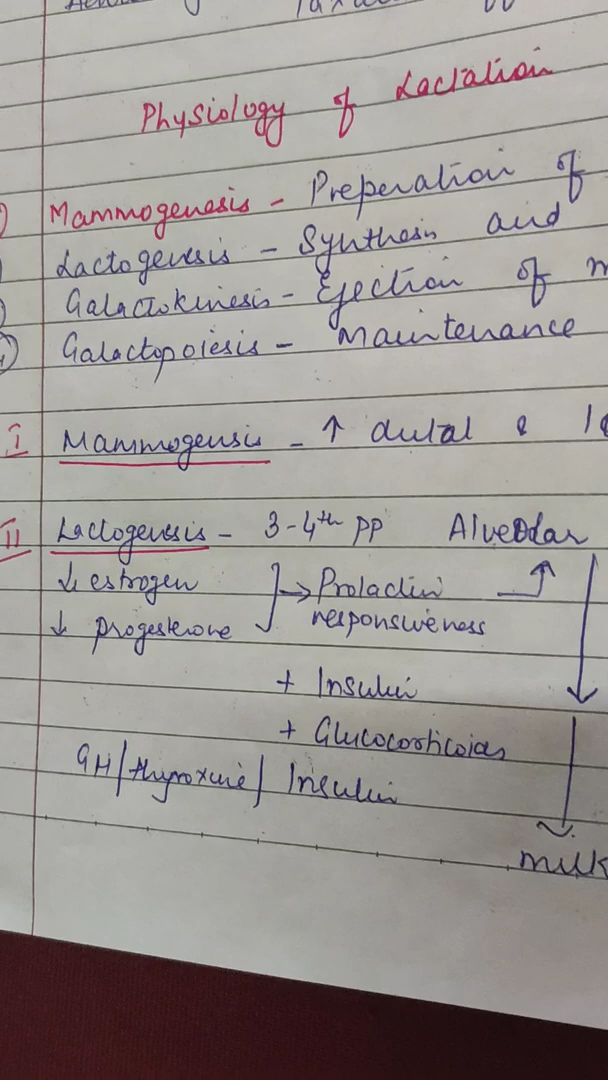 Physiology of Lactation
Mammogenesis - Preperation of
Lactogenesis - Synthesis and
Galactokinesis - Ejection of m
Galactopoiesis - Maintenance
I Mammogensis - ↑ ductal &
II Lactogenesis - 3-4th PP Alveolar
↓ estrogen → Prolactin
↓ progesterone responsiveness
+ Insulin
+ Glucocorticoids
GH/thyroxine/ Insulin
milk